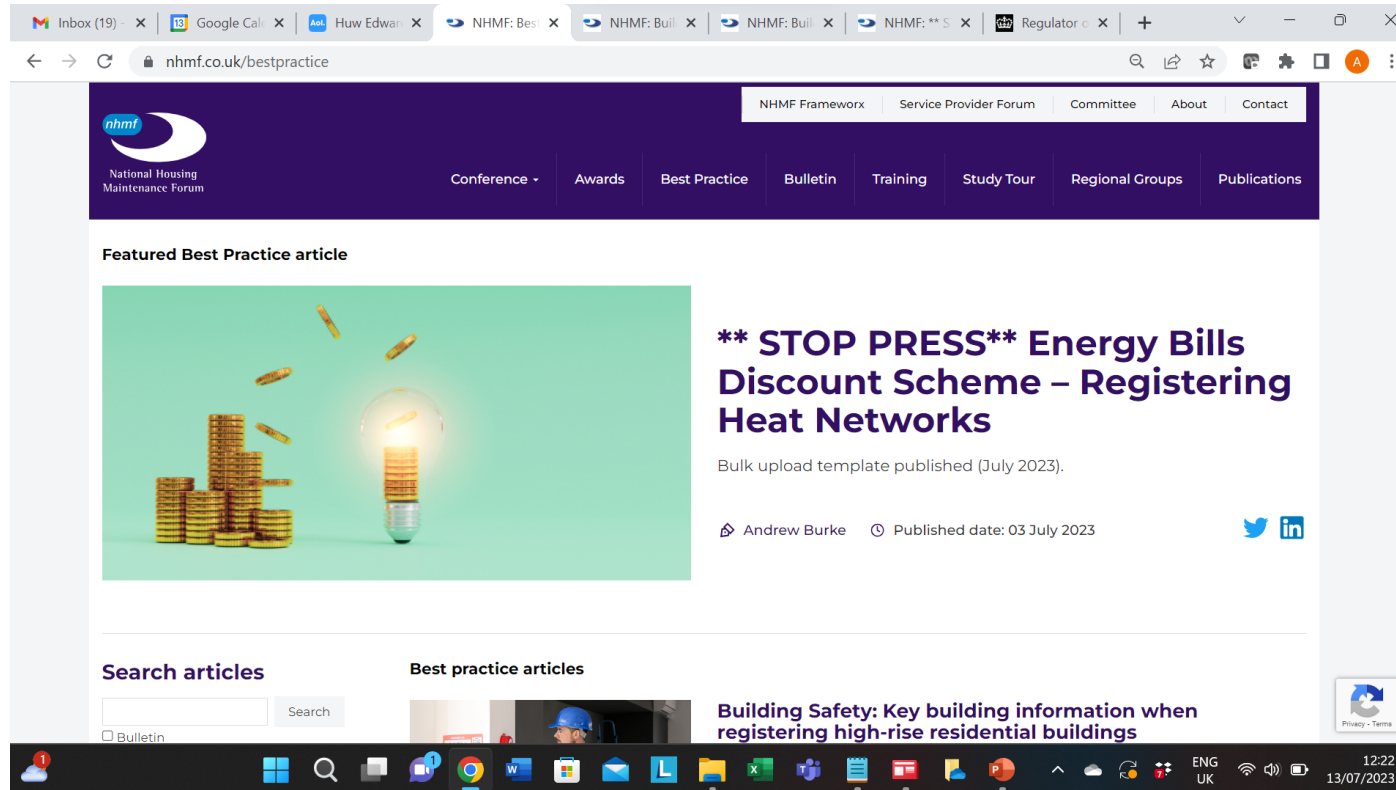 Inbox (19) -
Google Cal
Huw Edwar
NHMF: Bes
NHMF: Buil
NHMF: Buil
NHMF: ** S
Regulator o
nhmf.co.uk/bestpractice
A
NHMF Frameworx
Service Provider Forum
Committee
About
Contact
nhmf
National Housing
Maintenance Forum
Conference
Awards
Best Practice
Bulletin
Training
Study Tour
Regional Groups
Publications
Featured Best Practice article
** STOP PRESS** Energy Bills
Discount Scheme – Registering
Heat Networks
Bulk upload template published (July 2023).
Andrew Burke
Published date: 03 July 2023
Search articles
Search
Bulletin
Best practice articles
Building Safety: Key building information when
registering high-rise residential buildings
Privacy - Terms
ENG
UK
12:22
13/07/2023